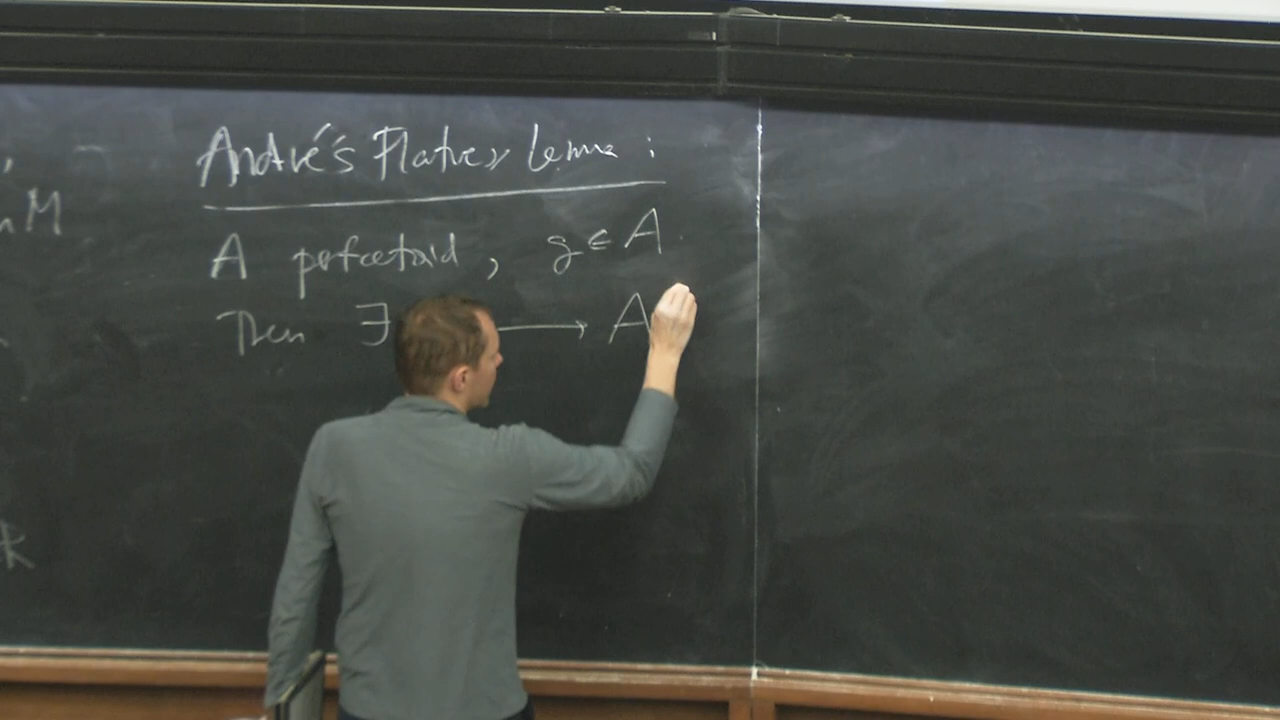 André's Flatness Lemma :
A perfectoid , g ∈ A
Then ∃ → A
M
k